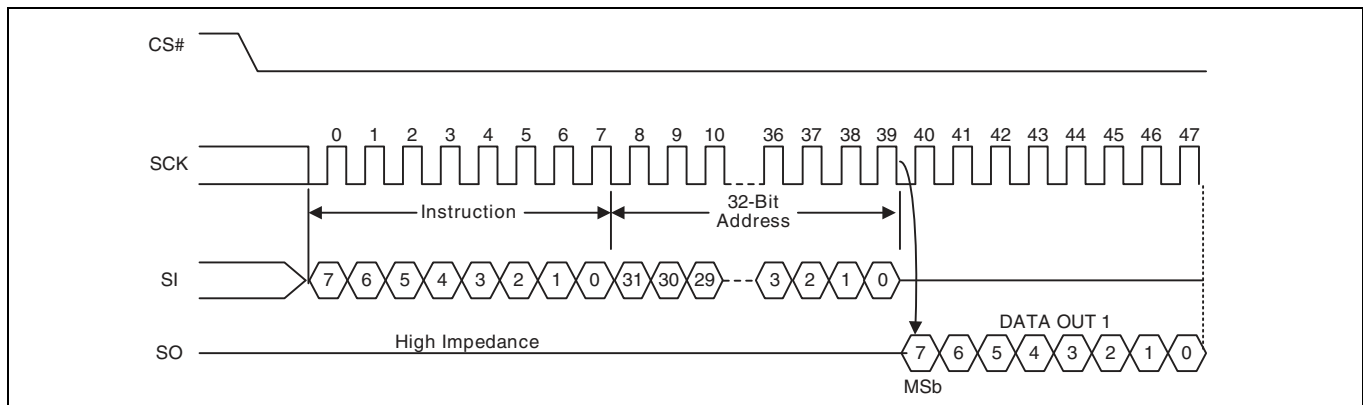 CS#
0 1 2 3 4 5 6 7 8 9 10 36 37 38 39 40 41 42 43 44 45 46 47
SCK
Instruction
32-Bit
Address
SI
7 6 5 4 3 2 1 0 31 30 29 3 2 1 0
DATA OUT 1
High Impedance
SO
7 6 5 4 3 2 1 0
MSb